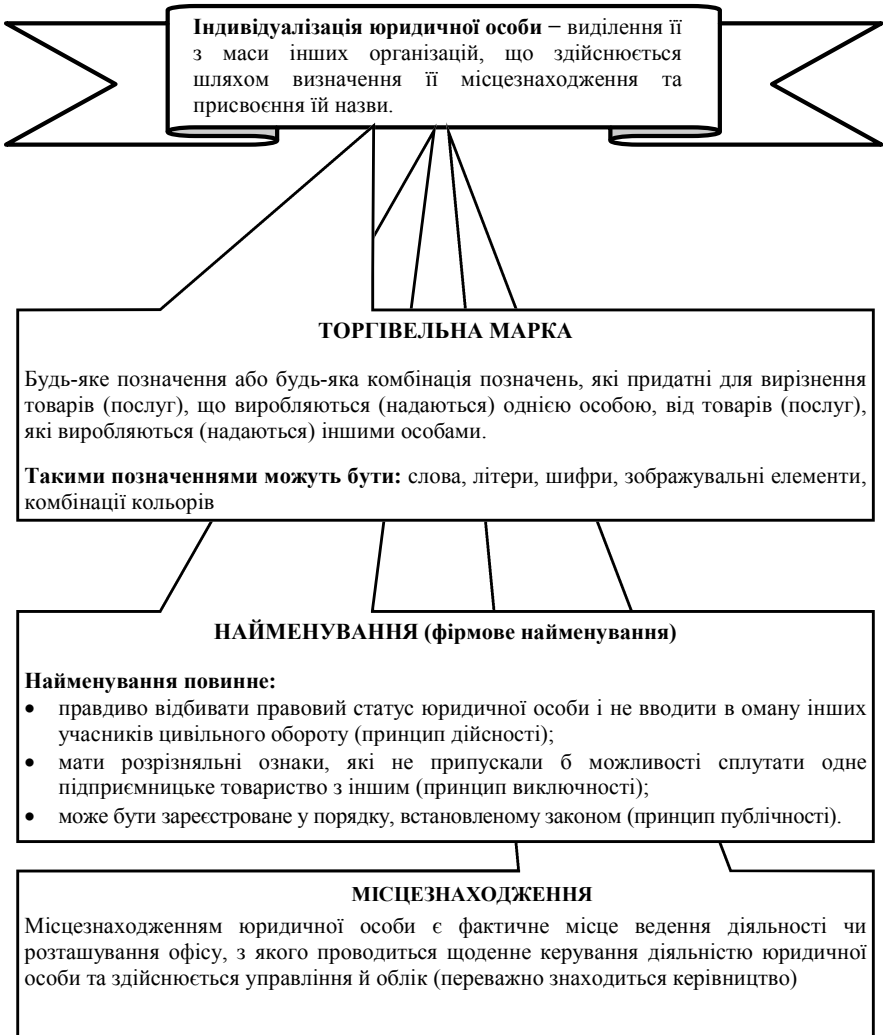 Індивідуалізація юридичної особи − виділення її
з маси інших організацій, що здійснюється
шляхом визначення її місцезнаходження та
присвоєння їй назви.
ТОРГІВЕЛЬНА МАРКА
Будь-яке позначення або будь-яка комбінація позначень, які придатні для вирізнення
товарів (послуг), що виробляються (надаються) однією особою, від товарів (послуг),
які виробляються (надаються) іншими особами.
Такими позначеннями можуть бути: слова, літери, шифри, зображувальні елементи,
комбінації кольорів
НАЙМЕНУВАННЯ (фірмове найменування)
Найменування повинне:
• правдиво відбивати правовий статус юридичної особи і не вводити в оману інших
учасників цивільного обороту (принцип дійсності);
• мати розрізняльні ознаки, які не припускали б можливості сплутати одне
підприємницьке товариство з іншим (принцип виключності);
• може бути зареєстроване у порядку, встановленому законом (принцип публічності).
МІСЦЕЗНАХОДЖЕННЯ
Місцезнаходженням юридичної особи є фактичне місце ведення діяльності чи
розташування офісу, з якого проводиться щоденне керування діяльністю юридичної
особи та здійснюється управління й облік (переважно знаходиться керівництво)